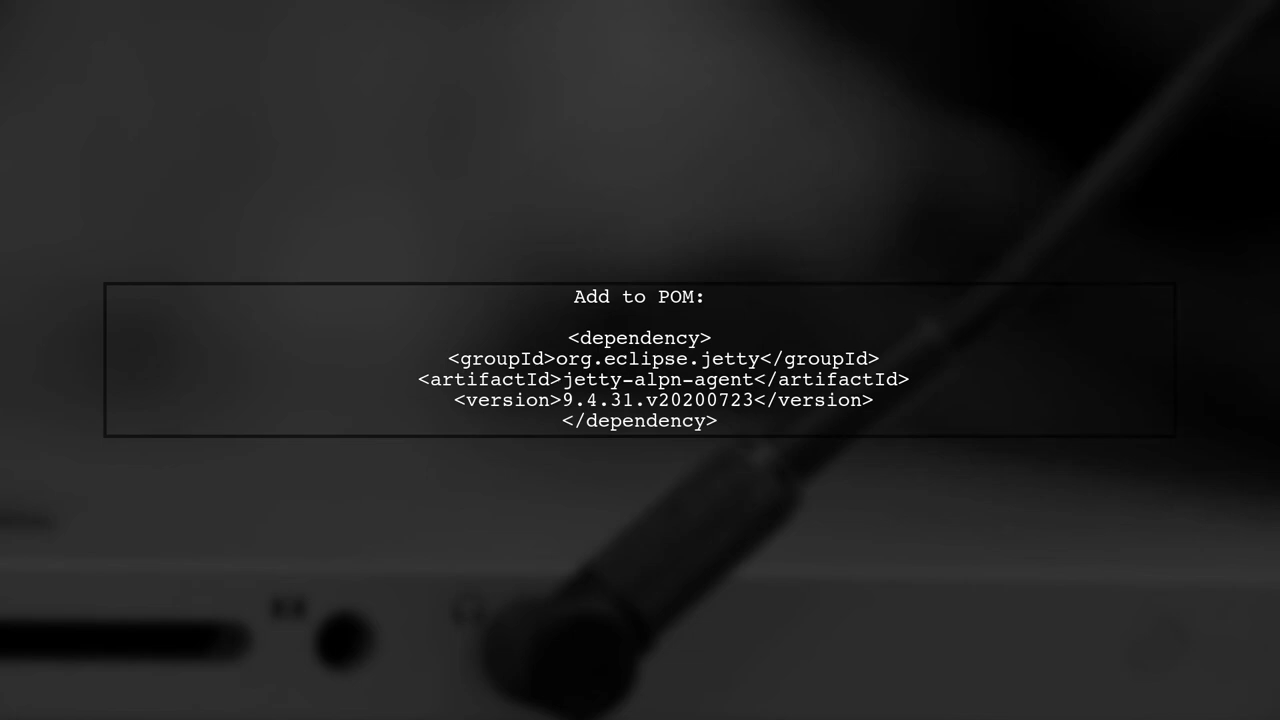 Add to POM:
<dependency>
<groupId>org.eclipse.jetty</groupId>
<artifactId>jetty-alpn-agent</artifactId>
<version>9.4.31.v20200723</version>
</dependency>